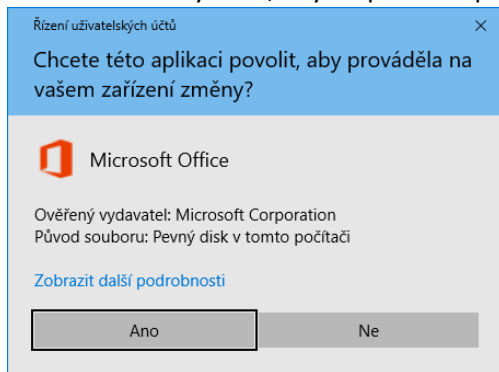 Řízení uživatelských účtů
Chcete této aplikaci povolit, aby prováděla na
vašem zařízení změny?
Microsoft Office
Ověřený vydavatel: Microsoft Corporation
Původ souboru: Pevný disk v tomto počítači
Zobrazit další podrobnosti
Ano
Ne